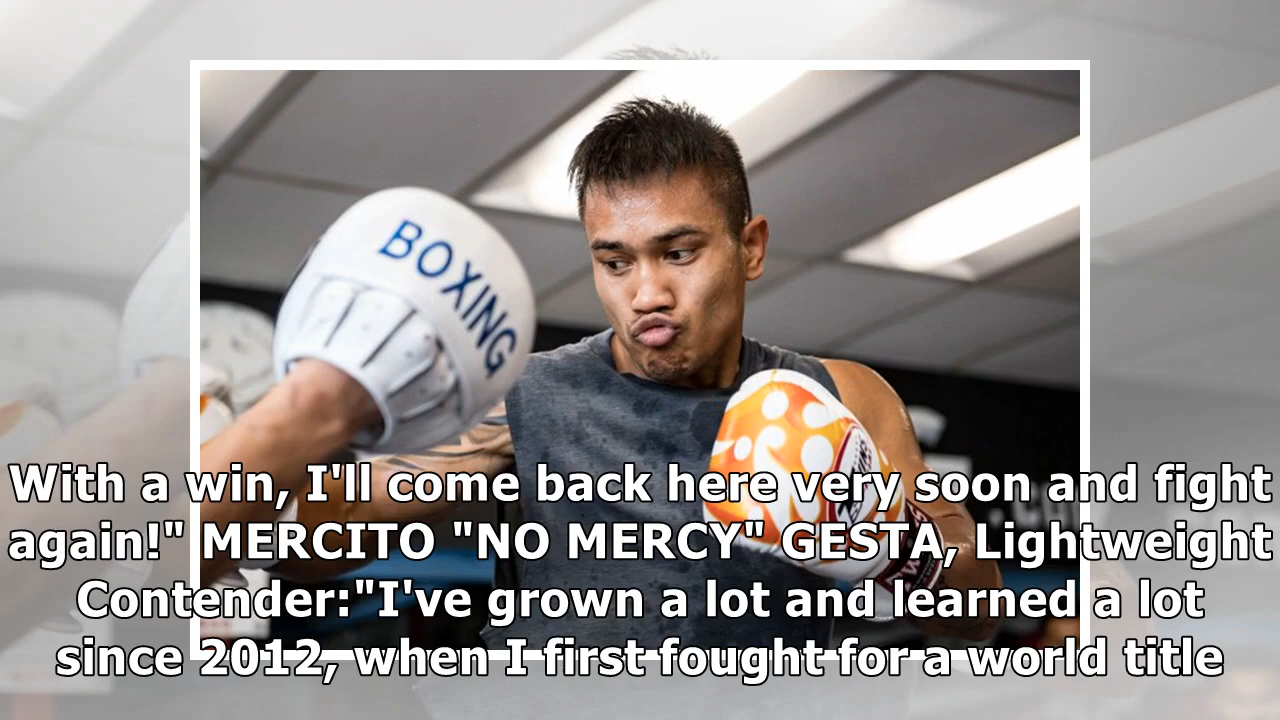 BOXING
With a win, I'll come back here very soon and fight
again!" MERCITO "NO MERCY" GESTA, Lightweight
Contender:"I've grown a lot and learned a lot
since 2012, when I first fought for a world title